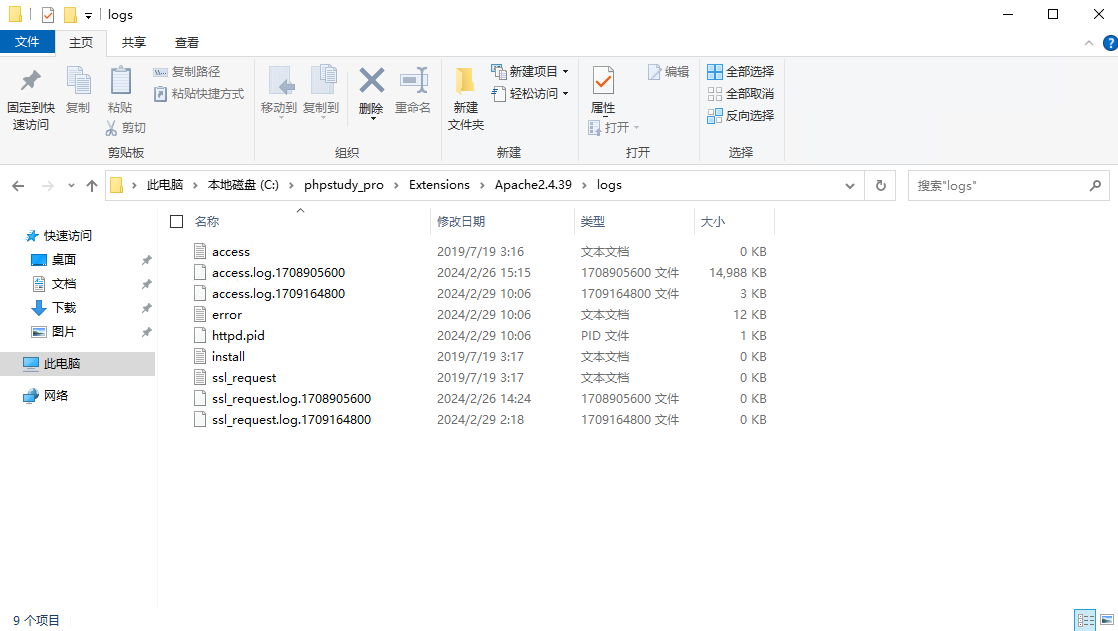 logs
文件 主页 共享 查看
固定到快速访问
复制
粘贴
复制路径
粘贴快捷方式
剪切
剪贴板
移动到
复制到
删除
重命名
组织
新建文件夹
新建项目
轻松访问
新建
属性
打开
编辑
打开
全部选择
全部取消
反向选择
选择
此电脑 本地磁盘 (C:) phpstudy_pro Extensions Apache2.4.39 logs
搜索"logs"
快速访问
桌面
文档
下载
图片
此电脑
网络
名称 修改日期 类型 大小
access 2019/7/19 3:16 文本文档 0 KB
access.log.1708905600 2024/2/26 15:15 1708905600 文件 14,988 KB
access.log.1709164800 2024/2/29 10:06 1709164800 文件 3 KB
error 2024/2/29 10:06 文本文档 12 KB
httpd.pid 2024/2/29 10:06 PID 文件 1 KB
install 2019/7/19 3:17 文本文档 0 KB
ssl_request 2019/7/19 3:17 文本文档 0 KB
ssl_request.log.1708905600 2024/2/26 14:24 1708905600 文件 0 KB
ssl_request.log.1709164800 2024/2/29 2:18 1709164800 文件 0 KB
9 个项目